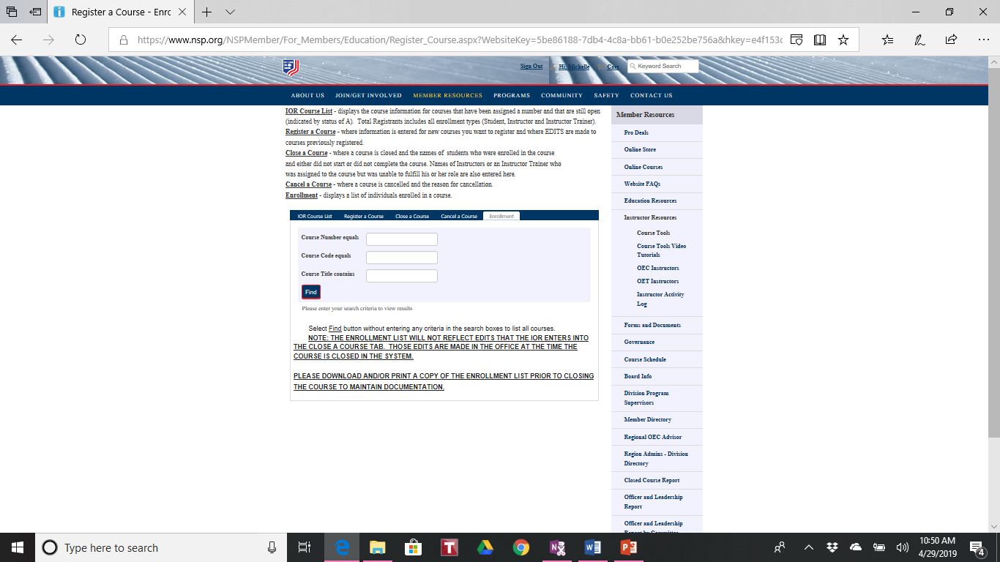 Register a Course - Enrc
https://www.nsp.org/NSPMember/For_Members/Education/Register_Course.aspx?WebsiteKey=5be86188-7db4-4c8a-bb61-b0e252be756a&hkey=e4f153c
Sign Out Hi, Michelle Cart Keyword Search
ABOUT US JOIN/GET INVOLVED MEMBER RESOURCES PROGRAMS COMMUNITY SAFETY CONTACT US
IOR Course List - displays the course information for courses that have been assigned a number and that are still open
(indicated by status of A). Total Registrants includes all enrollment types (Student, Instructor and Instructor Trainer).
Register a Course - where information is entered for new courses you want to register and where EDITS are made to
courses previously registered.
Close a Course - where a course is closed and the names of students who were enrolled in the course
and either did not start or did not complete the course. Names of Instructors or an Instructor Trainer who
was assigned to the course but was unable to fulfill his or her role are also entered here.
Cancel a Course - where a course is cancelled and the reason for cancellation.
Enrollment - displays a list of individuals enrolled in a course.
IOR Course List Register a Course Close a Course Cancel a Course Enrollment
Course Number equals
Course Code equals
Course Title contains
Find
Please enter your search criteria to view results
Select Find button without entering any criteria in the search boxes to list all courses.
NOTE: THE ENROLLMENT LIST WILL NOT REFLECT EDITS THAT THE IOR ENTERS INTO
THE CLOSE A COURSE TAB. THOSE EDITS ARE MADE IN THE OFFICE AT THE TIME THE
COURSE IS CLOSED IN THE SYSTEM.
PLEASE DOWNLOAD AND/OR PRINT A COPY OF THE ENROLLMENT LIST PRIOR TO CLOSING
THE COURSE TO MAINTAIN DOCUMENTATION.
Member Resources
Pro Deals
Online Store
Online Courses
Website FAQs
Education Resources
Instructor Resources
Course Tools
Course Tools Video
Tutorials
OEC Instructors
OET Instructors
Instructor Activity
Log
Forms and Documents
Governance
Course Schedule
Board Info
Division Program
Supervisors
Member Directory
Regional OEC Advisor
Region Admins - Division
Directory
Closed Course Report
Officer and Leadership
Report
Officer and Leadership
Report by Committee
Type here to search
10:50 AM
4/29/2019
4